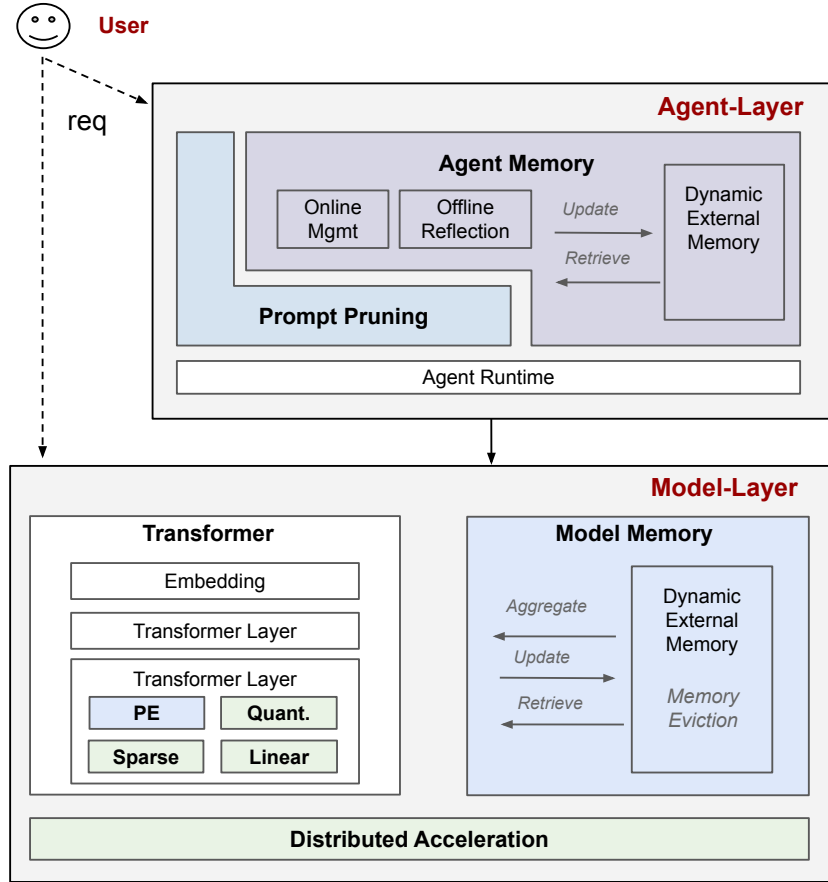 User
req
Agent-Layer
Agent Memory
Online
Mgmt
Offline
Reflection
Update
Retrieve
Dynamic
External
Memory
Prompt Pruning
Agent Runtime
Model-Layer
Transformer
Embedding
Transformer Layer
Transformer Layer
PE
Quant.
Sparse
Linear
Model Memory
Aggregate
Update
Retrieve
Dynamic
External
Memory
Memory
Eviction
Distributed Acceleration